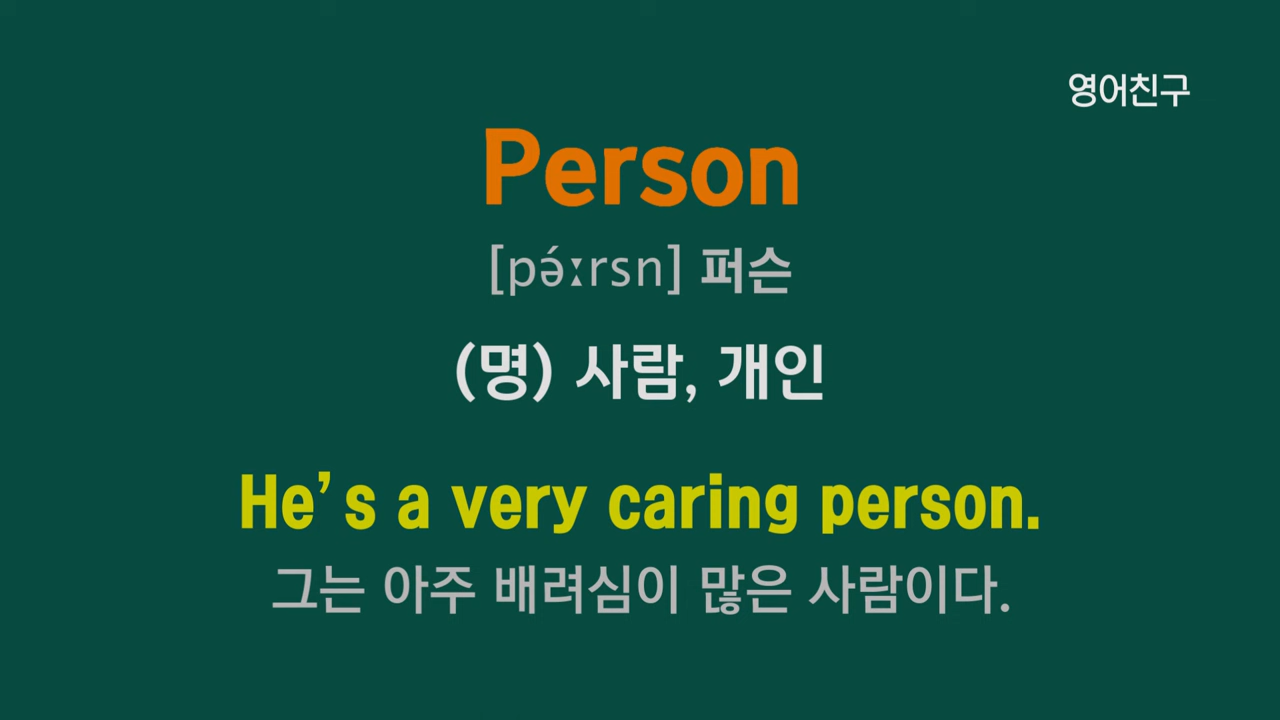 영어친구
Person
[pə́ːrsn] 퍼슨
(명) 사람, 개인
He’s a very caring person.
그는 아주 배려심이 많은 사람이다.